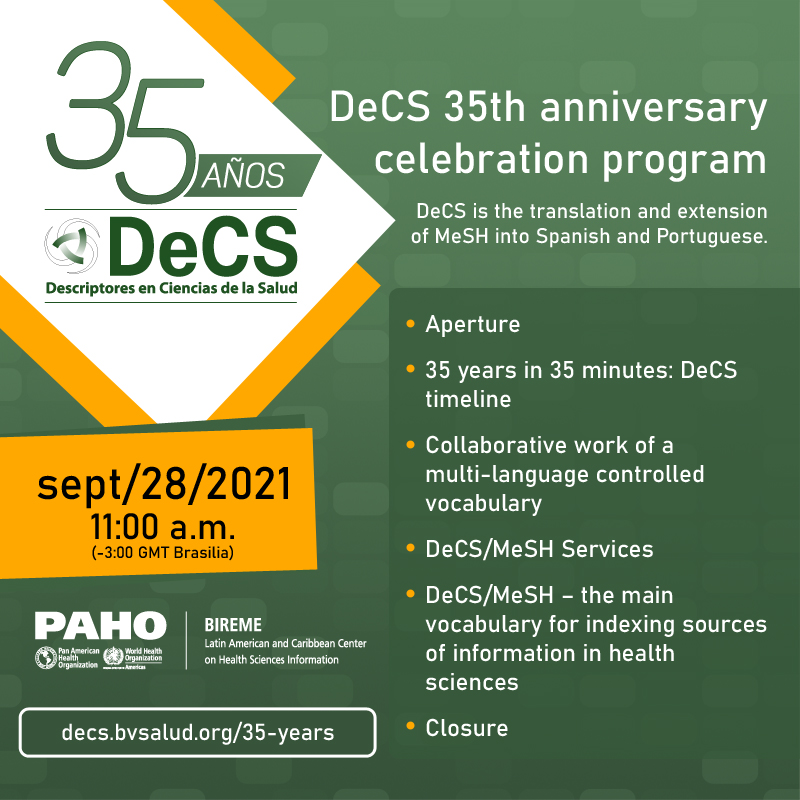 35
AÑOS
DeCS
Descriptores en Ciencias de la Salud
DeCS 35th anniversary
celebration program
DeCS is the translation and extension
of MeSH into Spanish and Portuguese.
• Aperture
• 35 years in 35 minutes: DeCS
timeline
• Collaborative work of a
multi-language controlled
vocabulary
• DeCS/MeSH Services
• DeCS/MeSH – the main
vocabulary for indexing sources
of information in health
sciences
• Closure
sept/28/2021
11:00 a.m.
(-3:00 GMT Brasilia)
PAHO
Pan American
Health
Organization
World Health
Organization
Americas
BIREME
Latin American and Caribbean Center
on Health Sciences Information
decs.bvsalud.org/35-years